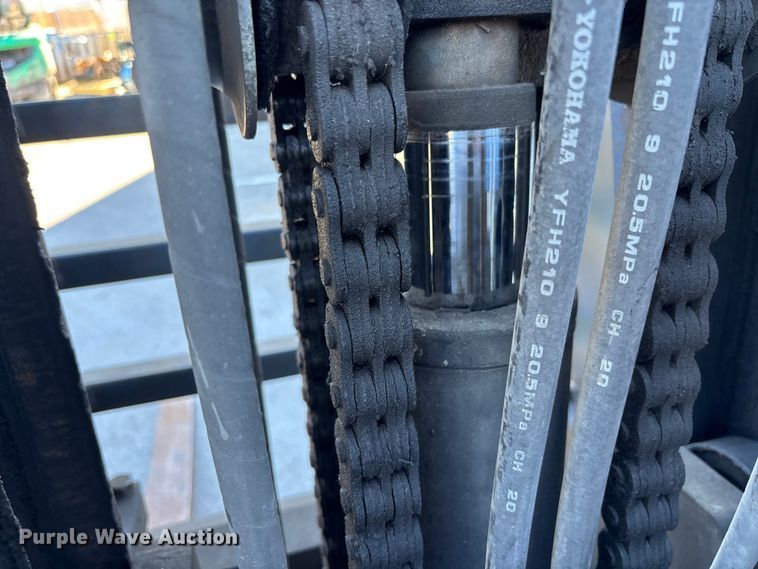 YOKOHAMA YFH210 9 20.5Mpa CH 20
YFH210 9 20.5Mpa CH 20
Purple Wave Auction